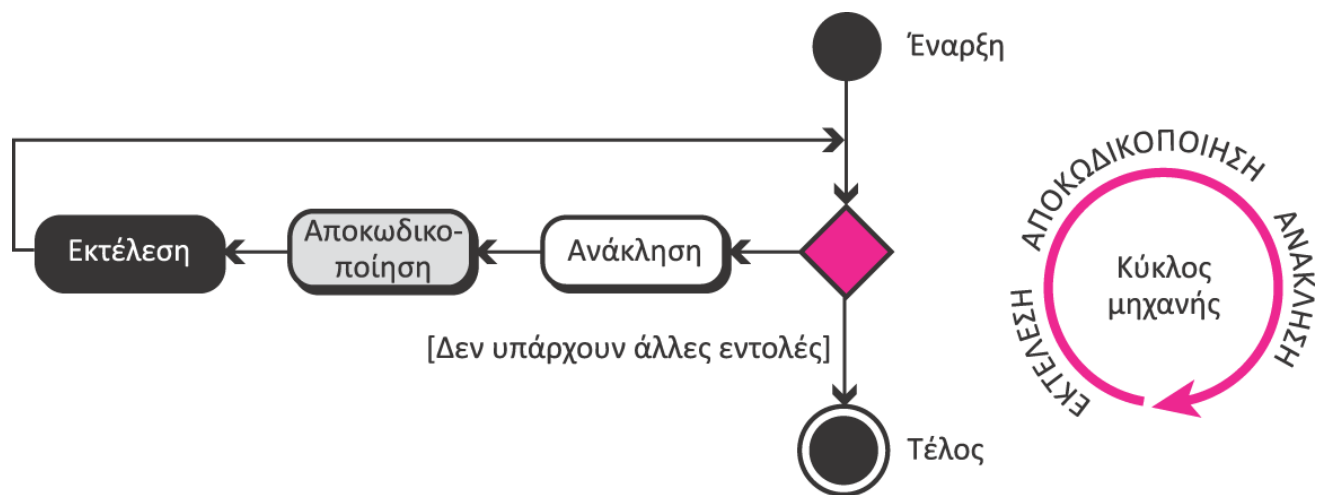 Έναρξη
Εκτέλεση
Αποκωδικο-
ποίηση
Ανάκληση
[Δεν υπάρχουν άλλες εντολές]
Τέλος
ΑΠΟΚΩΔΙΚΟΠΟΙΗΣΗ
ΑΝΑΚΛΗΣΗ
ΕΚΤΕΛΕΣΗ
Κύκλος
μηχανής